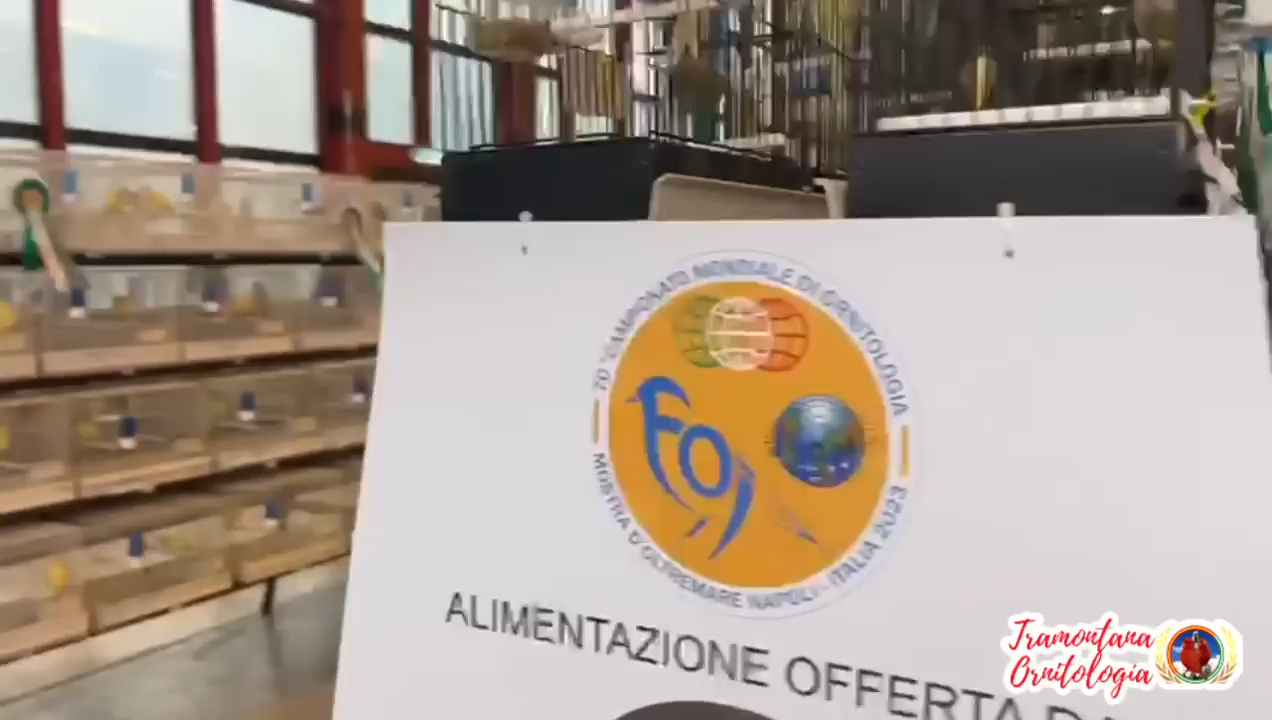 70 °CAMPIONATO MONDIALE DI ORNITOLOGIA
FOI
MOSTRA D'OLTREMARE NAPOLI - ITALIA 2023
ALIMENTAZIONE OFFERTA
Tramontana
Ornitologia